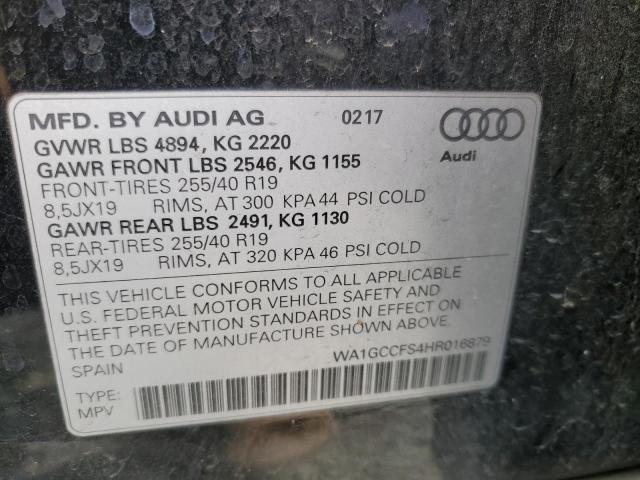 MFD. BY AUDI AG 0217
Audi
GVWR LBS 4894, KG 2220
GAWR FRONT LBS 2546, KG 1155
FRONT-TIRES 255/40 R19
8,5JX19 RIMS, AT 300 KPA 44 PSI COLD
GAWR REAR LBS 2491, KG 1130
REAR-TIRES 255/40 R19
8,5JX19 RIMS, AT 320 KPA 46 PSI COLD
THIS VEHICLE CONFORMS TO ALL APPLICABLE
U.S. FEDERAL MOTOR VEHICLE SAFETY AND
THEFT PREVENTION STANDARDS IN EFFECT ON
THE DATE OF MANUFACTURE SHOWN ABOVE.
SPAIN
WA1GCCFS4HR016879
TYPE:
MPV